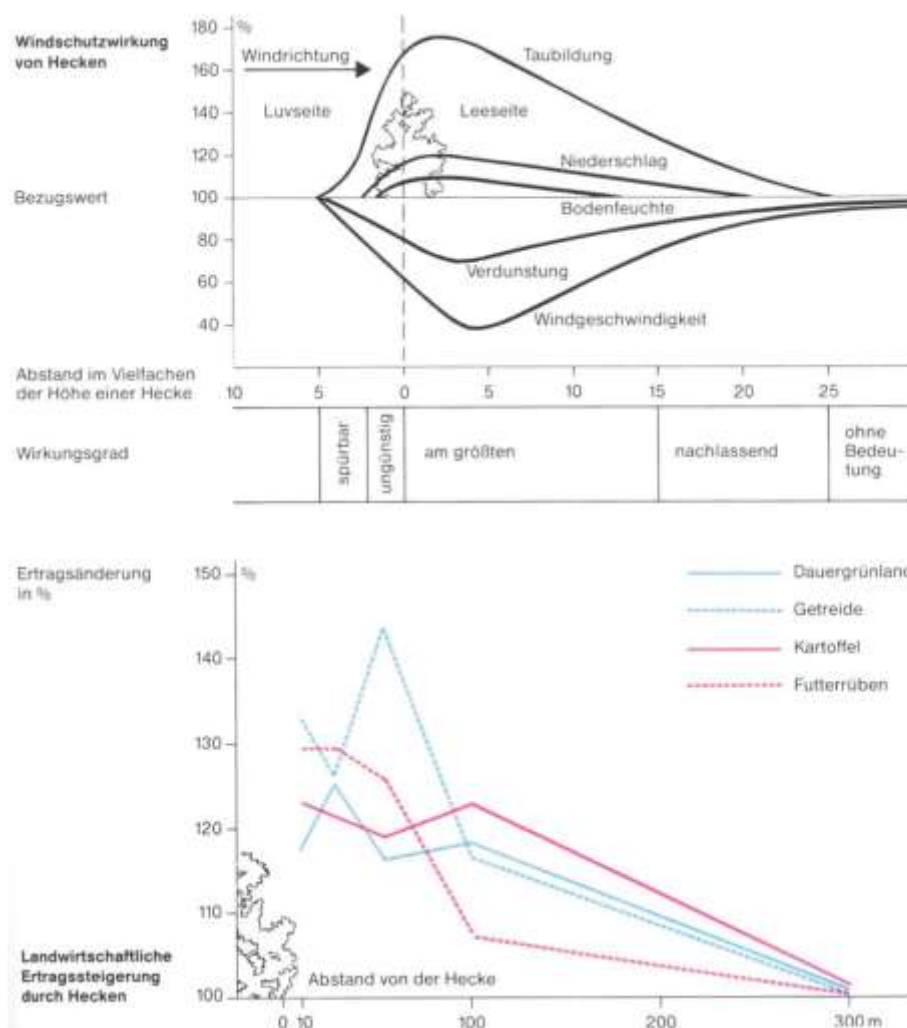 Windschutzwirkung
von Hecken
180
%
160
140
120
100
80
60
40
Windrichtung
Luvseite
Leeseite
Taubildung
Niederschlag
Bezugswert
Bodenfeuchte
Verdunstung
Windgeschwindigkeit
Abstand im Vielfachen
der Höhe einer Hecke
10 5 0 5 10 15 20 25
Wirkungsgrad
spürbar
ungünstig
am größten
nachlassend
ohne
Bedeu-
tung
Ertragsänderung
in %
150
%
140
130
120
110
100
Dauergrünland
Getreide
Kartoffel
Futterrüben
Landwirtschaftliche
Ertragssteigerung
durch Hecken
Abstand von der Hecke
0 10 100 200 300 m